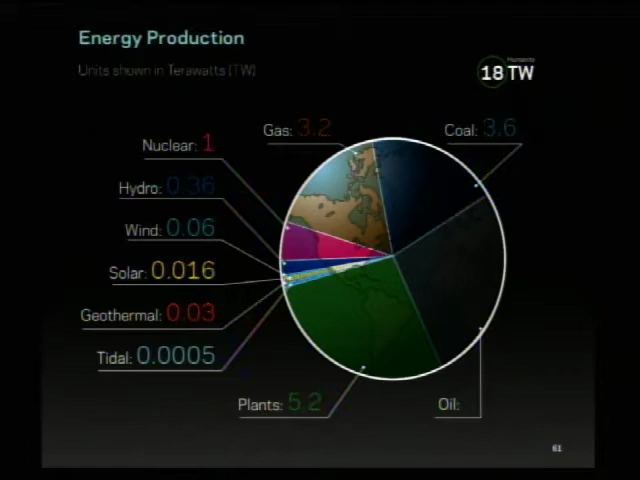 Energy Production
Units shown in Terawatts (TW)
Humanity
18 TW
Gas: 3.2
Coal: 3.6
Nuclear: 1
Hydro: 0.36
Wind: 0.06
Solar: 0.016
Geothermal: 0.03
Tidal: 0.0005
Plants: 5.2
Oil:
61